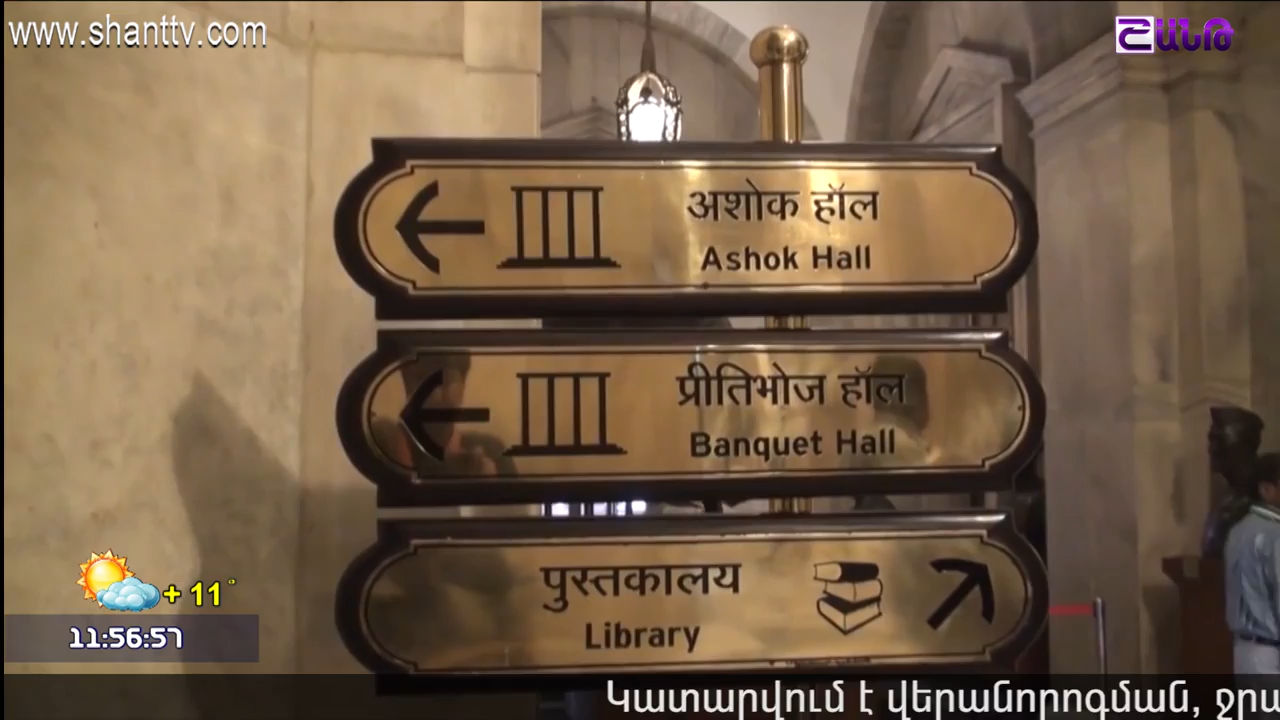 www.shanttv.com
ՇԱՆԹ
अशोक हॉल
Ashok Hall
प्रीतिभोज हॉल
Banquet Hall
पुस्तकालय
Library
+ 11°
11:56:57
Կատարվում է վերանորոգման, ջրա